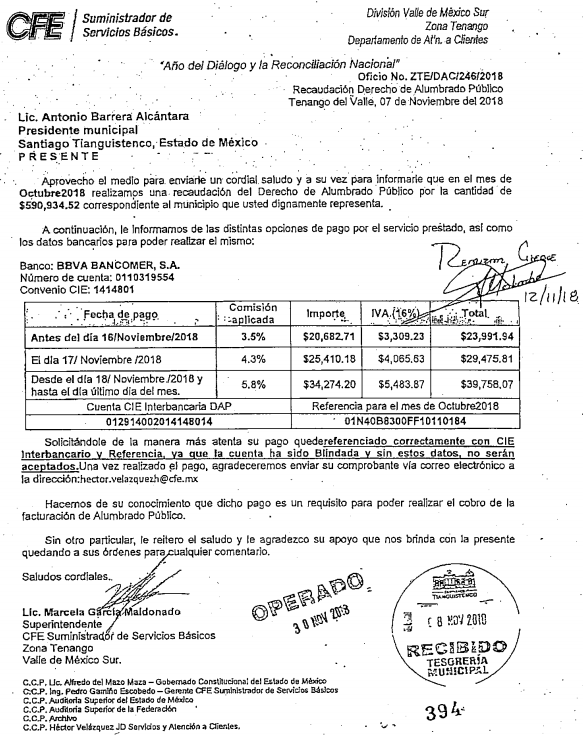 CFE
Suministrador de
Servicios Básicos.
División Valle de México Sur
Zona Tenango
Departamento de At'n. a Clientes
"Año del Diálogo y la Reconciliación Nacional"
Oficio No. ZTE/DAC/246/2018
Recaudación Derecho de Alumbrado Público
Tenango del Valle, 07 de Noviembre del 2018
Lic. Antonio Barrera Alcántara
Presidente municipal
Santiago Tianguistenco, Estado de México
P R E S E N T E
Aprovecho el medio para enviarle un cordial saludo y a su vez para informarle que en el mes de
Octubre2018 realizamos una recaudación del Derecho de Alumbrado Público por la cantidad de
$590,934.52 correspondiente al municipio que usted dignamente representa.
A continuación, le informamos de las distintas opciones de pago por el servicio prestado, así como
los datos bancarios para poder realizar el mismo:
Banco: BBVA BANCOMER, S.A.
Número de cuenta: 0110319554
Convenio CIE: 1414801
Cheque
12/11/18
Fecha de pago Comisión aplicada Importe IVA (16%) Total
Antes del día 16/Noviembre/2018 3.5% $20,682.71 $3,309.23 $23,991.94
El dia 17/ Noviembre /2018 4.3% $25,410.18 $4,065.63 $29,475.81
Desde el día 18/ Noviembre /2018 y
hasta el día último día del mes. 5.8% $34,274.20 $5,483.87 $39,758.07
Cuenta CIE Interbancaria DAP Referencia para el mes de Octubre2018
012914002014148014 01N40B8300FF10110184
Solicitándole de la manera más atenta su pago quedereferenciado correctamente con CIE
Interbancario y Referencia, ya que la cuenta ha sido Blindada y sin estos datos, no serán
aceptados.Una vez realizado el pago, agradeceremos enviar su comprobante vía correo electrónico a
la dirección:hector.velazquezh@cfe.mx
Hacemos de su conocimiento que dicho pago es un requisito para poder realizar el cobro de la
facturación de Alumbrado Público.
Sin otro particular, le reitero el saludo y le agradezco su apoyo que nos brinda con la presente
quedando a sus órdenes para cualquier comentario.
Saludos cordiales.
Lic. Marcela García Maldonado
Superintendente
CFE Suministrador de Servicios Básicos
Zona Tenango
Valle de México Sur.
OPERADO
30 NOV 2018
TIANGUISTENCO
08 NOV 2018
RECIBIDO
TESORERÍA
MUNICIPAL
394
C.C.P. Lic. Alfredo del Mazo Maza – Gobernado Constitucional del Estado de México
C.C.P. Ing. Pedro Gamiño Escobedo – Gerente CFE Suministrador de Servicios Básicos
C.C.P. Auditoría Superior del Estado de México
C.C.P. Auditoría Superior de la Federación
C.C.P. Archivo
C.C.P. Héctor Velázquez JD Servicios y Atención a Clientes.